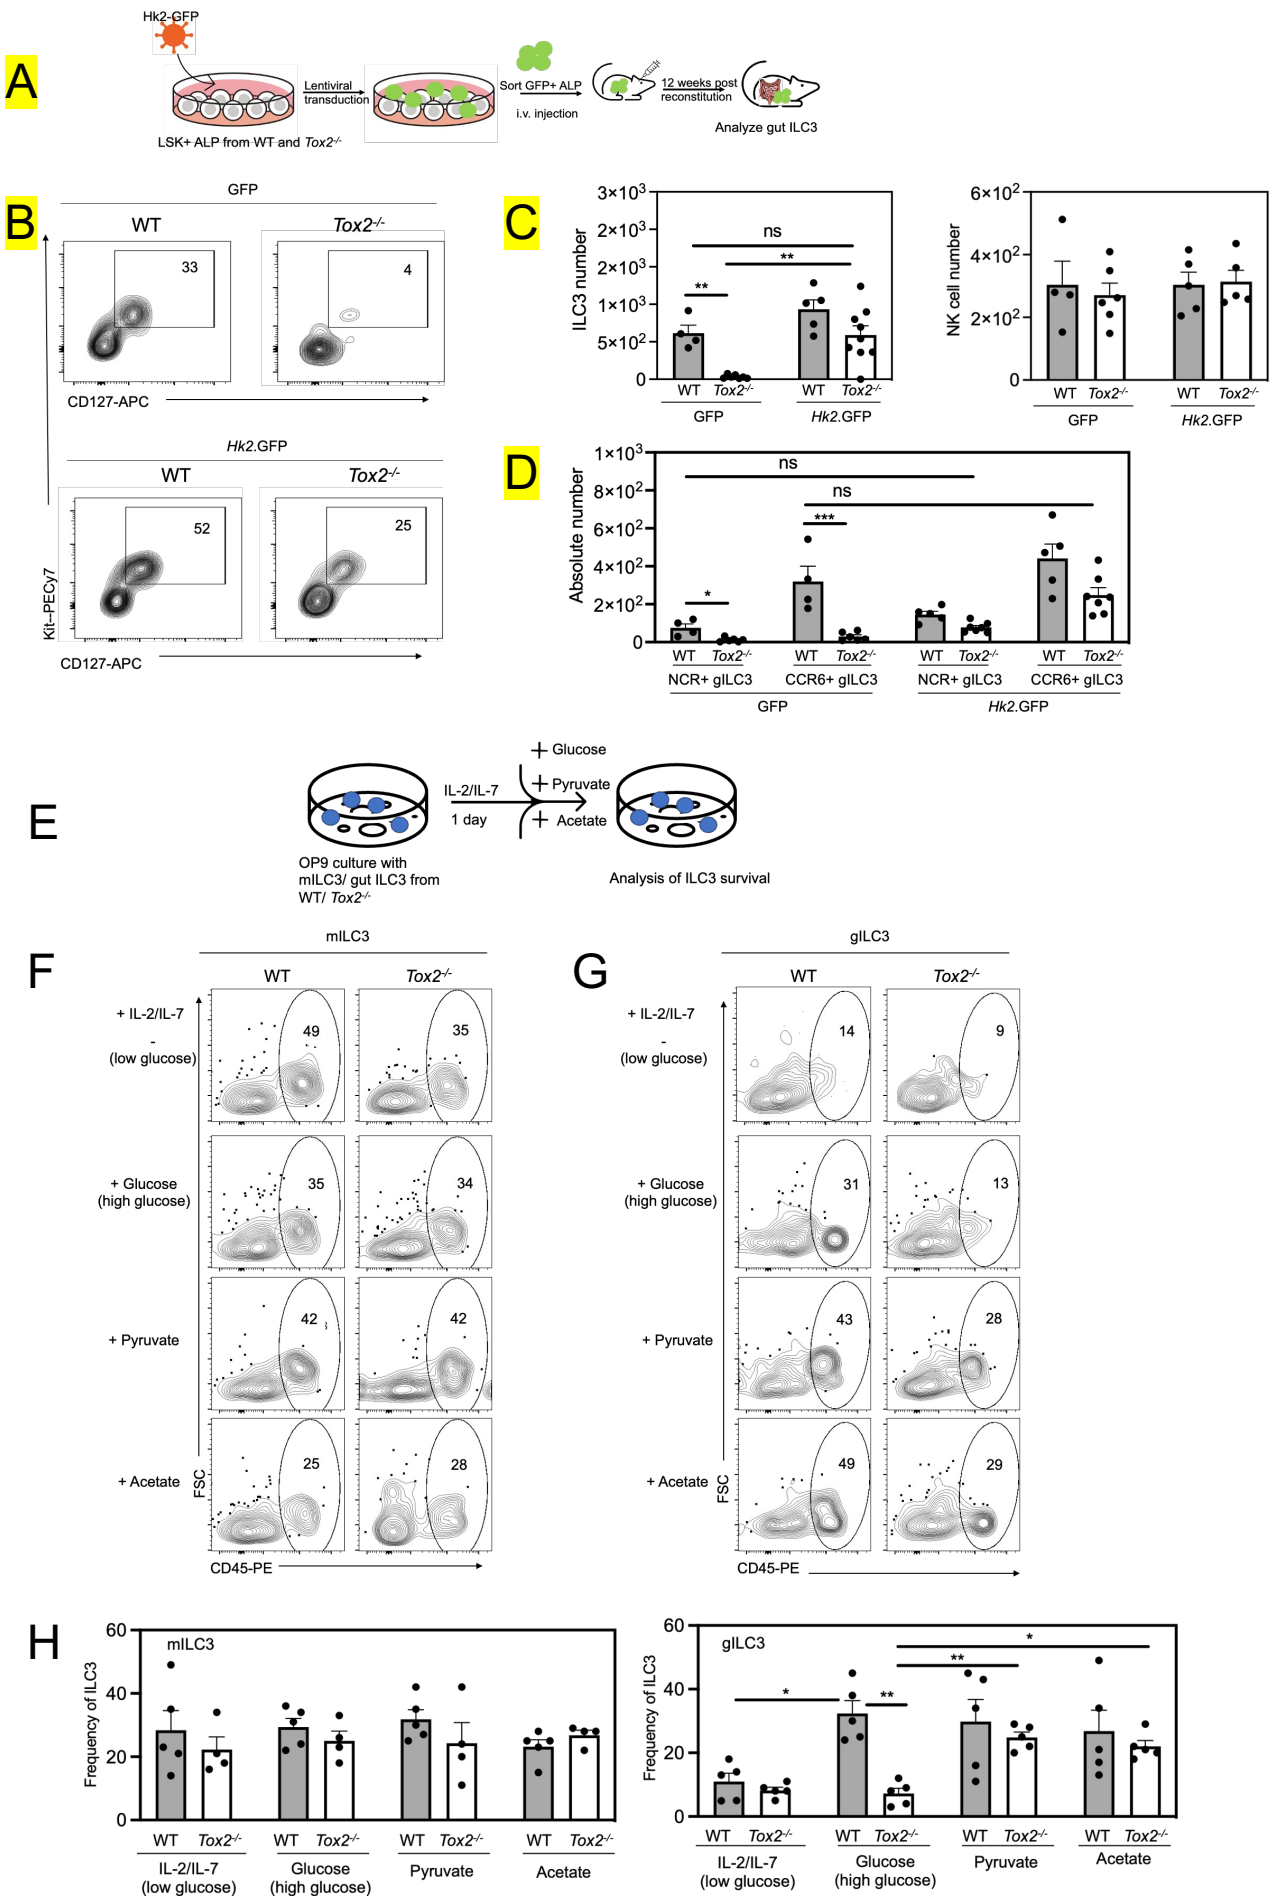 A
Hk2-GFP
Lentiviral
transduction
Sort GFP+ ALP
i.v. injection
12 weeks post
reconstitution
LSK+ ALP from WT and Tox2-/-
Analyze gut ILC3
B
GFP
WT
Tox2-/-
33
4
CD127-APC
Hk2.GFP
WT
Tox2-/-
52
25
Kit--PECy7
CD127-APC
C
ILC3 number
3×10³
2×10³
2×10³
1×10³
5×10²
0
ns
**
**
WT
Tox2-/-
WT
Tox2-/-
GFP
Hk2.GFP
NK cell number
6×10²
4×10²
2×10²
0
WT
Tox2-/-
WT
Tox2-/-
GFP
Hk2.GFP
D
Absolute number
1×10³
8×10²
6×10²
4×10²
2×10²
0
ns
ns
***
*
WT
Tox2-/-
WT
Tox2-/-
WT
Tox2-/-
WT
Tox2-/-
NCR+ gILC3
CCR6+ gILC3
NCR+ gILC3
CCR6+ gILC3
GFP
Hk2.GFP
E
IL-2/IL-7
1 day
+ Glucose
+ Pyruvate
+ Acetate
OP9 culture with
mILC3/ gut ILC3 from
WT/ Tox2-/-
Analysis of ILC3 survival
F
mILC3
WT
Tox2-/-
+ IL-2/IL-7
-
(low glucose)
49
35
+ Glucose
(high glucose)
35
34
+ Pyruvate
42
42
+ Acetate
25
28
FSC
CD45-PE
G
gILC3
WT
Tox2-/-
+ IL-2/IL-7
-
(low glucose)
14
9
+ Glucose
(high glucose)
31
13
+ Pyruvate
43
28
+ Acetate
49
29
FSC
CD45-PE
H
mILC3
Frequency of ILC3
60
40
20
0
WT
Tox2-/-
WT
Tox2-/-
WT
Tox2-/-
WT
Tox2-/-
IL-2/IL-7
(low glucose)
Glucose
(high glucose)
Pyruvate
Acetate
gILC3
Frequency of ILC3
60
40
20
0
*
**
**
*
WT
Tox2-/-
WT
Tox2-/-
WT
Tox2-/-
WT
Tox2-/-
IL-2/IL-7
(low glucose)
Glucose
(high glucose)
Pyruvate
Acetate